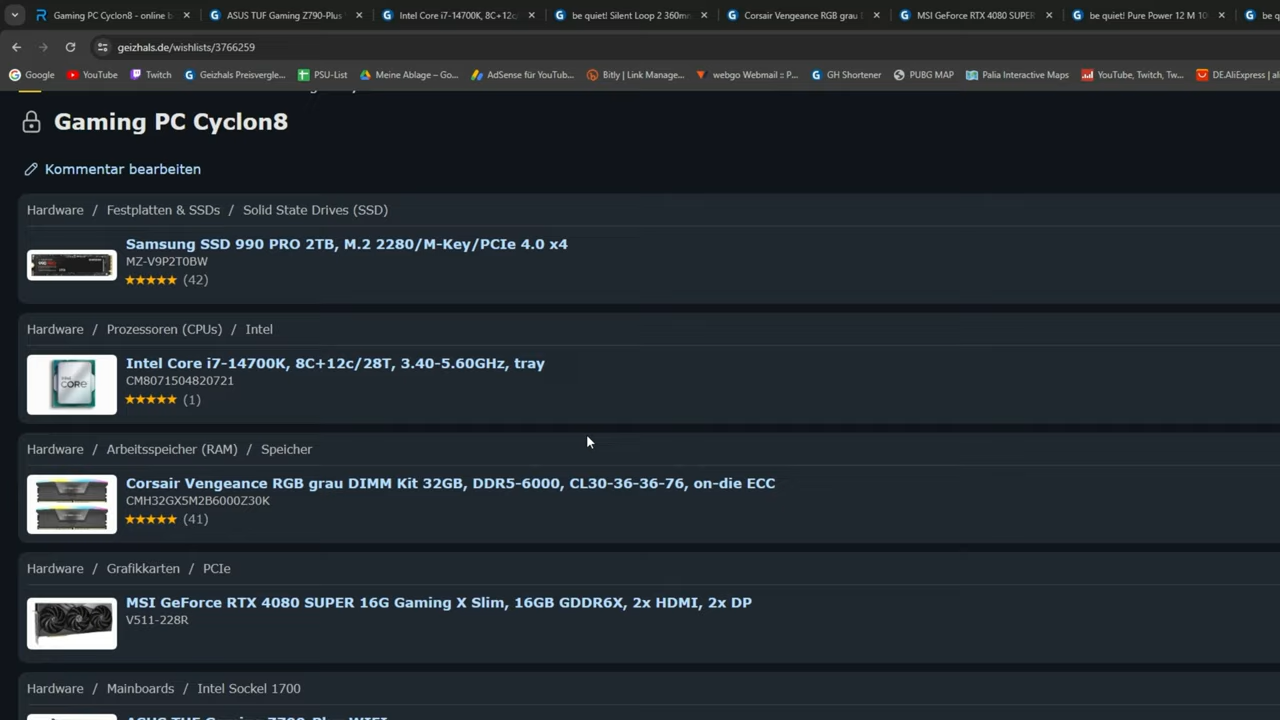 Gaming PC Cyclon8 - online b
ASUS TUF Gaming Z790-Plus
Intel Core i7-14700K, 8C+12c/
be quiet! Silent Loop 2 360m
Corsair Vengeance RGB grau
MSI GeForce RTX 4080 SUPER
be quiet! Pure Power 12 M 10
be q
geizhals.de/wishlists/3766259
Google
YouTube
Twitch
Geizhals Preisvergle...
PSU-List
Meine Ablage – Go...
AdSense für YouTub...
Bitly | Link Manage...
webgo Webmail :: P...
GH Shortener
PUBG MAP
Palia Interactive Maps
YouTube, Twitch, Tw...
DE.AliExpress | al
Gaming PC Cyclon8
Kommentar bearbeiten
Hardware / Festplatten & SSDs / Solid State Drives (SSD)
Samsung SSD 990 PRO 2TB, M.2 2280/M-Key/PCIe 4.0 x4
MZ-V9P2T0BW
★★★★★ (42)
Hardware / Prozessoren (CPUs) / Intel
Intel Core i7-14700K, 8C+12c/28T, 3.40-5.60GHz, tray
CM8071504820721
★★★★★ (1)
Hardware / Arbeitsspeicher (RAM) / Speicher
Corsair Vengeance RGB grau DIMM Kit 32GB, DDR5-6000, CL30-36-36-76, on-die ECC
CMH32GX5M2B6000Z30K
★★★★★ (41)
Hardware / Grafikkarten / PCIe
MSI GeForce RTX 4080 SUPER 16G Gaming X Slim, 16GB GDDR6X, 2x HDMI, 2x DP
V511-228R
Hardware / Mainboards / Intel Sockel 1700
ASUS TUF Gaming Z790-Plus WIFI